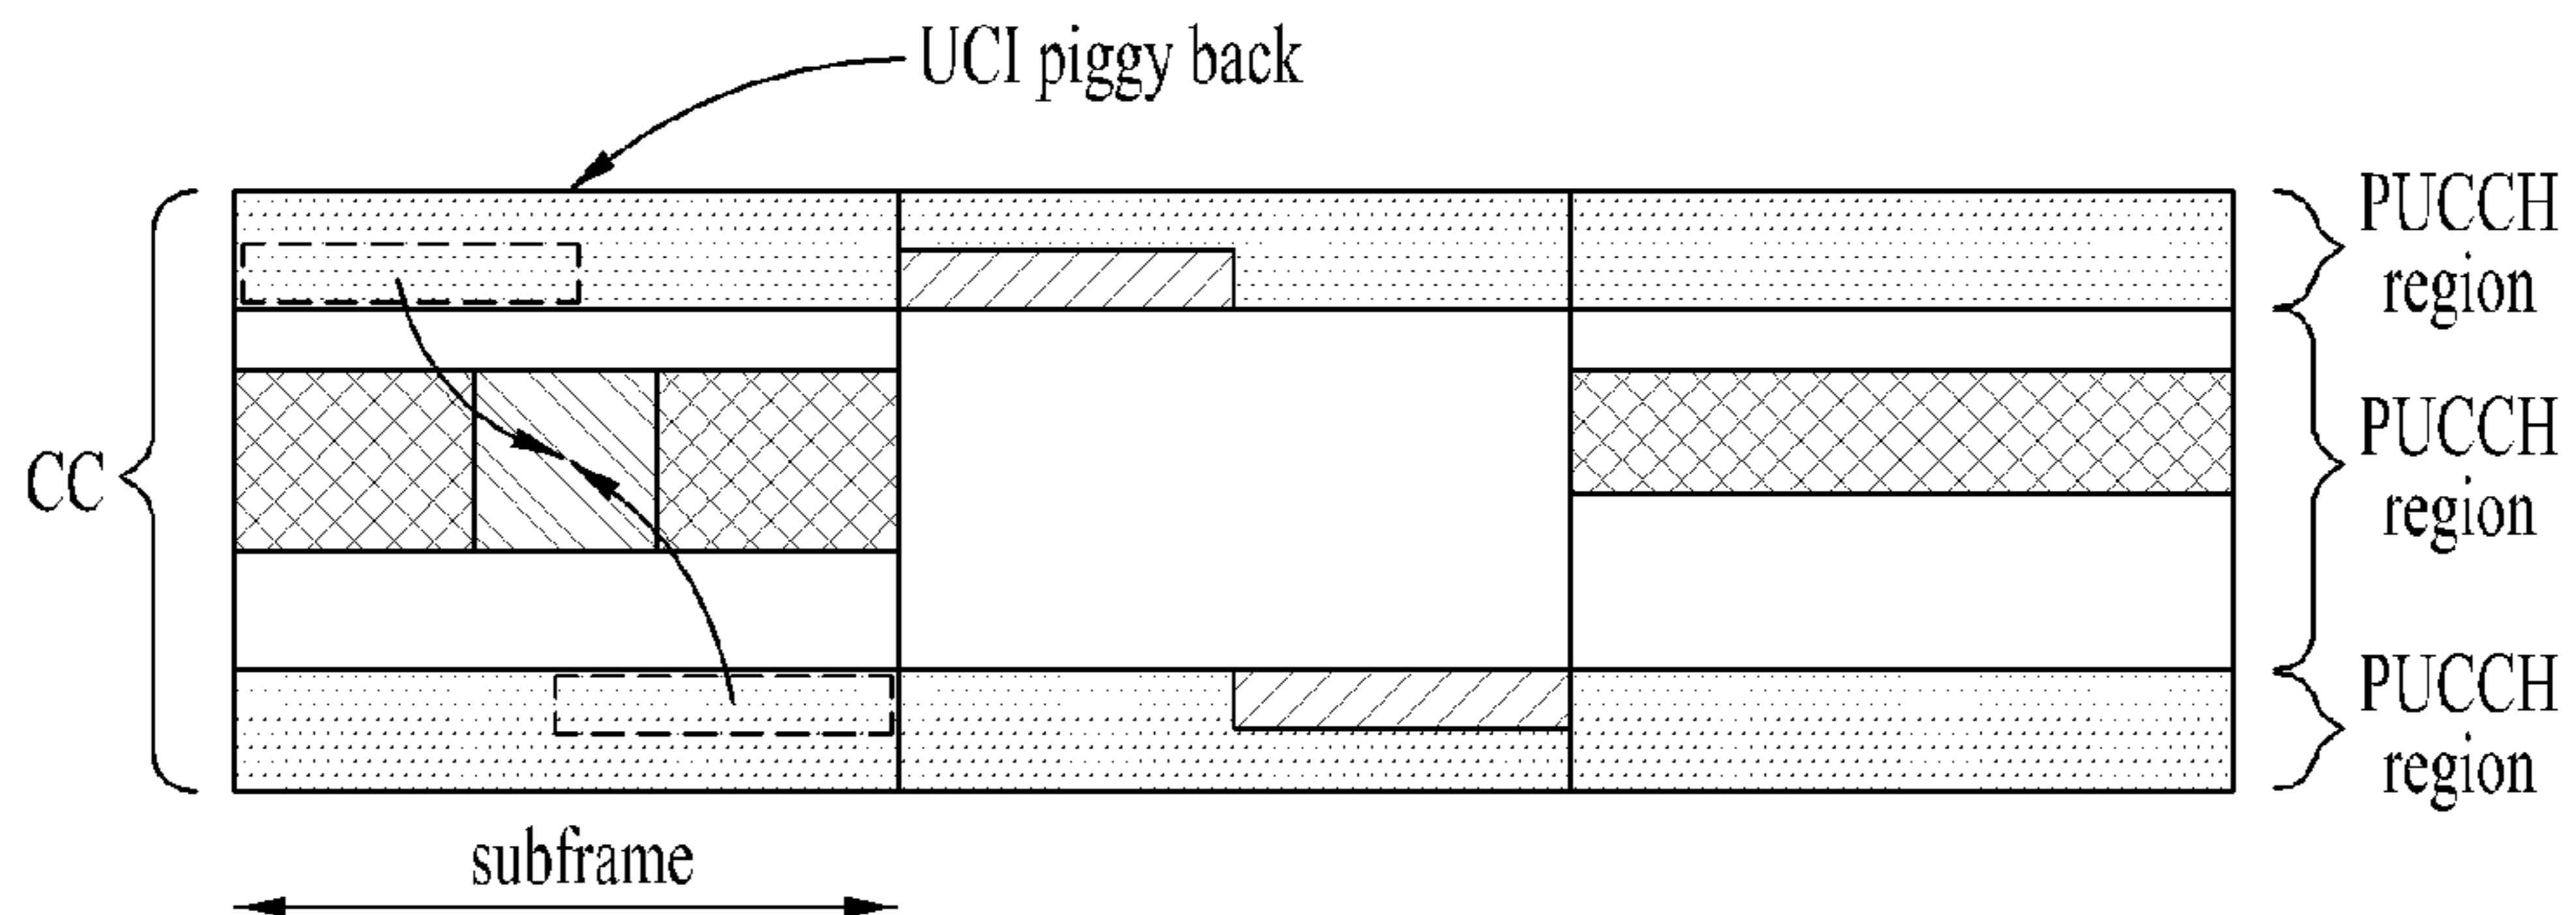 UCI piggy back
PUCCH
region
CC
PUCCH
region
PUCCH
region
subframe